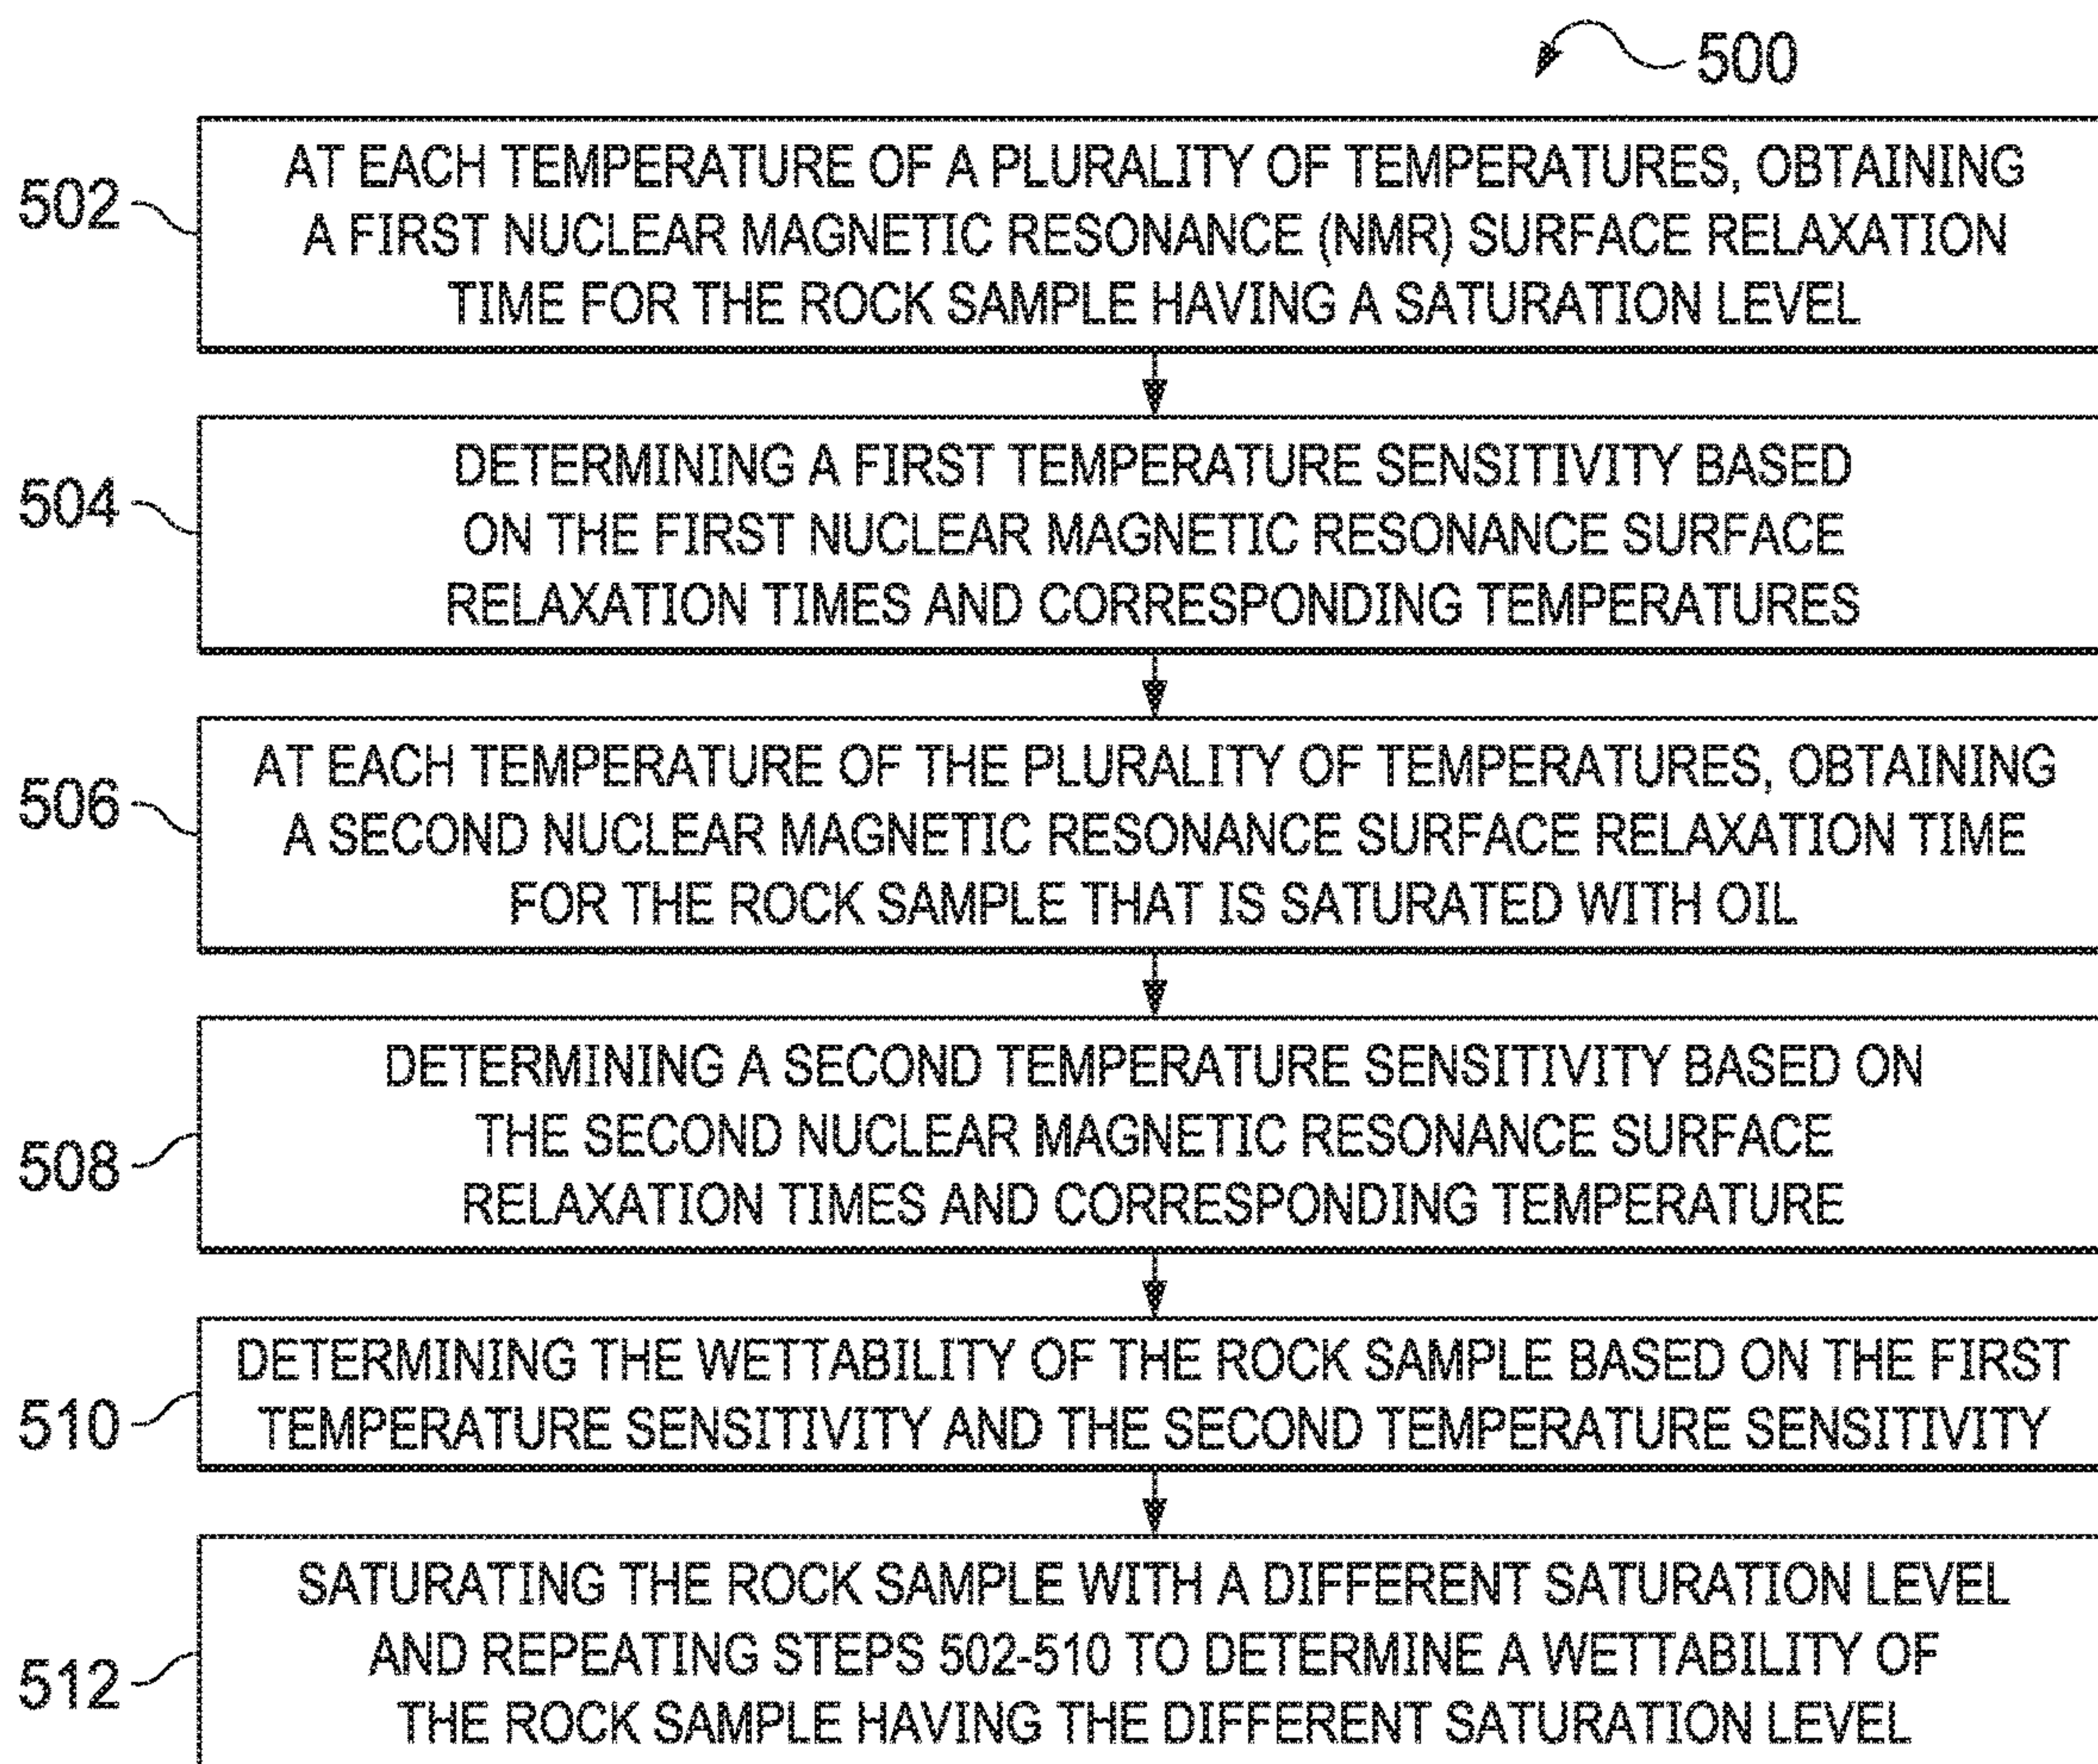 500
502
AT EACH TEMPERATURE OF A PLURALITY OF TEMPERATURES, OBTAINING
A FIRST NUCLEAR MAGNETIC RESONANCE (NMR) SURFACE RELAXATION
TIME FOR THE ROCK SAMPLE HAVING A SATURATION LEVEL
504
DETERMINING A FIRST TEMPERATURE SENSITIVITY BASED
ON THE FIRST NUCLEAR MAGNETIC RESONANCE SURFACE
RELAXATION TIMES AND CORRESPONDING TEMPERATURES
506
AT EACH TEMPERATURE OF THE PLURALITY OF TEMPERATURES, OBTAINING
A SECOND NUCLEAR MAGNETIC RESONANCE SURFACE RELAXATION TIME
FOR THE ROCK SAMPLE THAT IS SATURATED WITH OIL
508
DETERMINING A SECOND TEMPERATURE SENSITIVITY BASED ON
THE SECOND NUCLEAR MAGNETIC RESONANCE SURFACE
RELAXATION TIMES AND CORRESPONDING TEMPERATURE
510
DETERMINING THE WETTABILITY OF THE ROCK SAMPLE BASED ON THE FIRST
TEMPERATURE SENSITIVITY AND THE SECOND TEMPERATURE SENSITIVITY
512
SATURATING THE ROCK SAMPLE WITH A DIFFERENT SATURATION LEVEL
AND REPEATING STEPS 502-510 TO DETERMINE A WETTABILITY OF
THE ROCK SAMPLE HAVING THE DIFFERENT SATURATION LEVEL